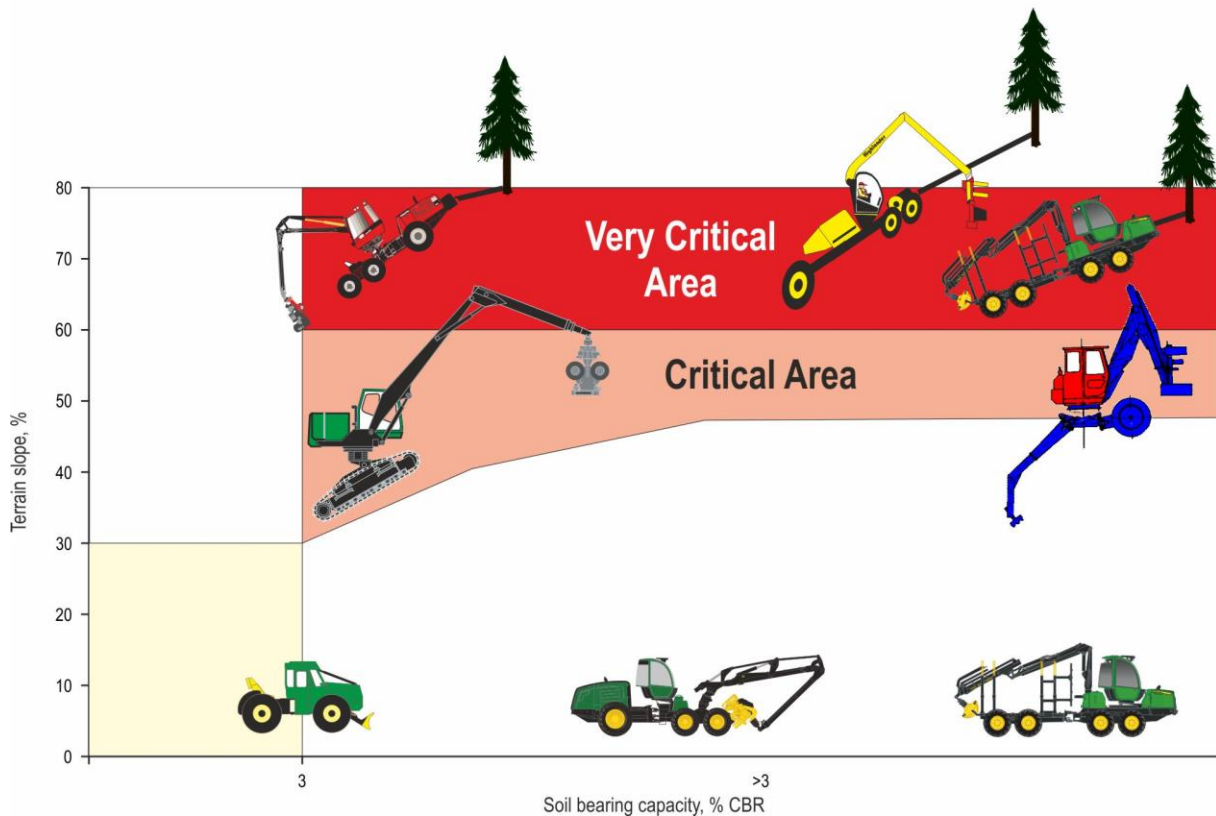 80
70
60
50
40
30
20
10
0
Terrain slope, %
Very Critical
Area
Critical Area
Highlander
3
>3
Soil bearing capacity, % CBR